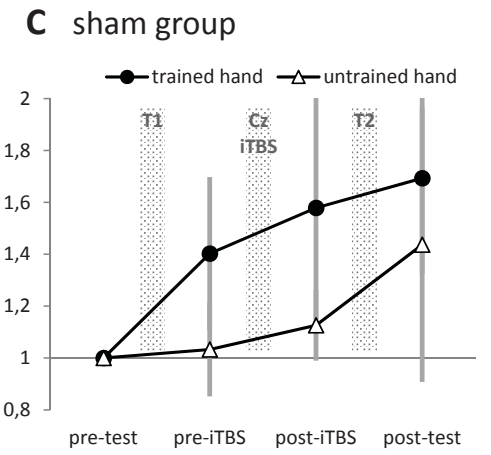 C sham group
trained hand untrained hand
2
1,8
1,6
1,4
1,2
1
0,8
T1
Cz
iTBS
T2
pre-test pre-iTBS post-iTBS post-test